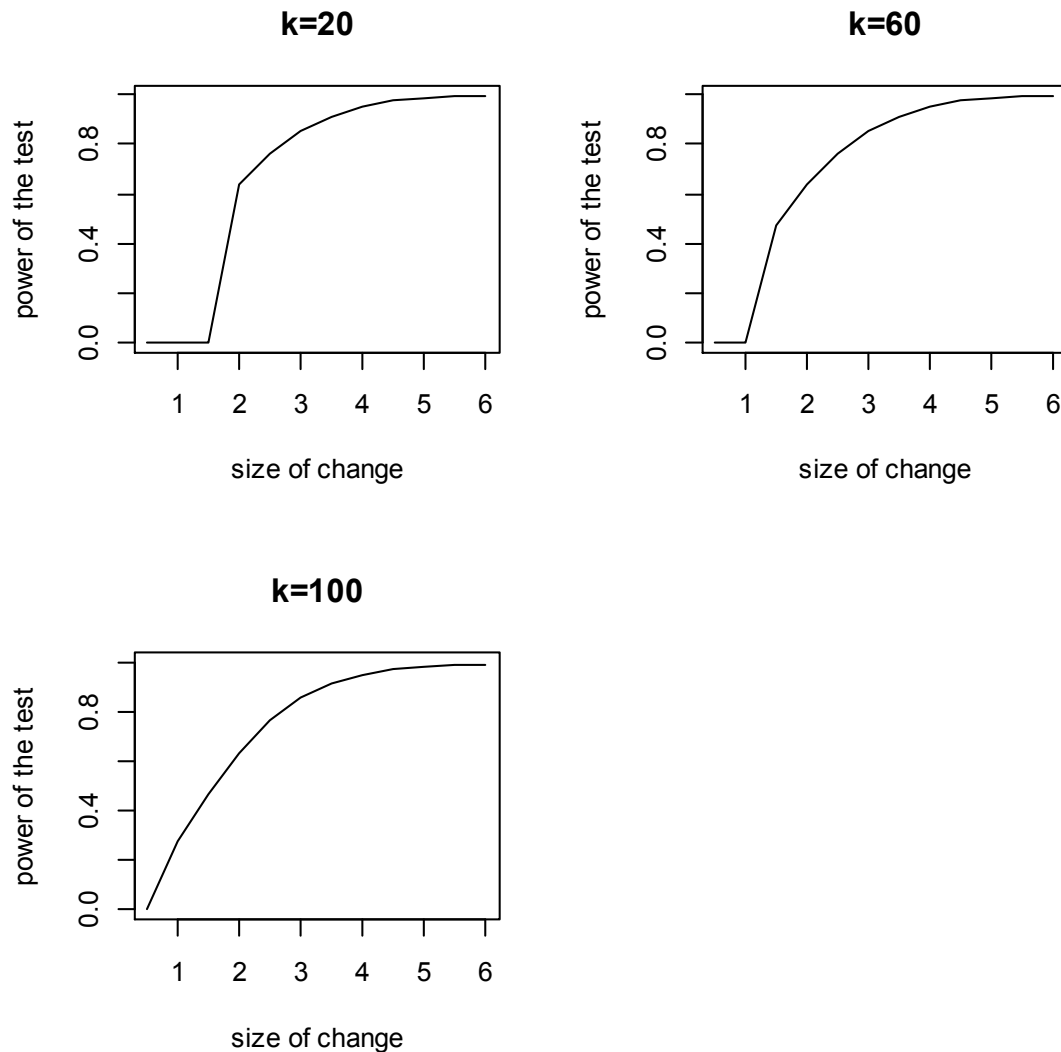 k=20
power of the test
0.0 0.4 0.8
1 2 3 4 5 6
size of change
k=60
power of the test
0.0 0.4 0.8
1 2 3 4 5 6
size of change
k=100
power of the test
0.0 0.4 0.8
1 2 3 4 5 6
size of change